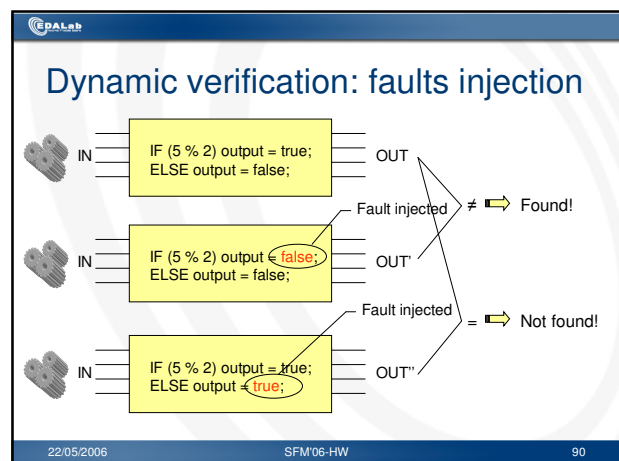 EDALab
Dynamic verification: faults injection
IN
IF (5 % 2) output = true;
ELSE output = false;
OUT
Fault injected
≠ Found!
IN
IF (5 % 2) output = false;
ELSE output = false;
OUT'
Fault injected
= Not found!
IN
IF (5 % 2) output = true;
ELSE output = true;
OUT''
22/05/2006 SFM'06-HW 90